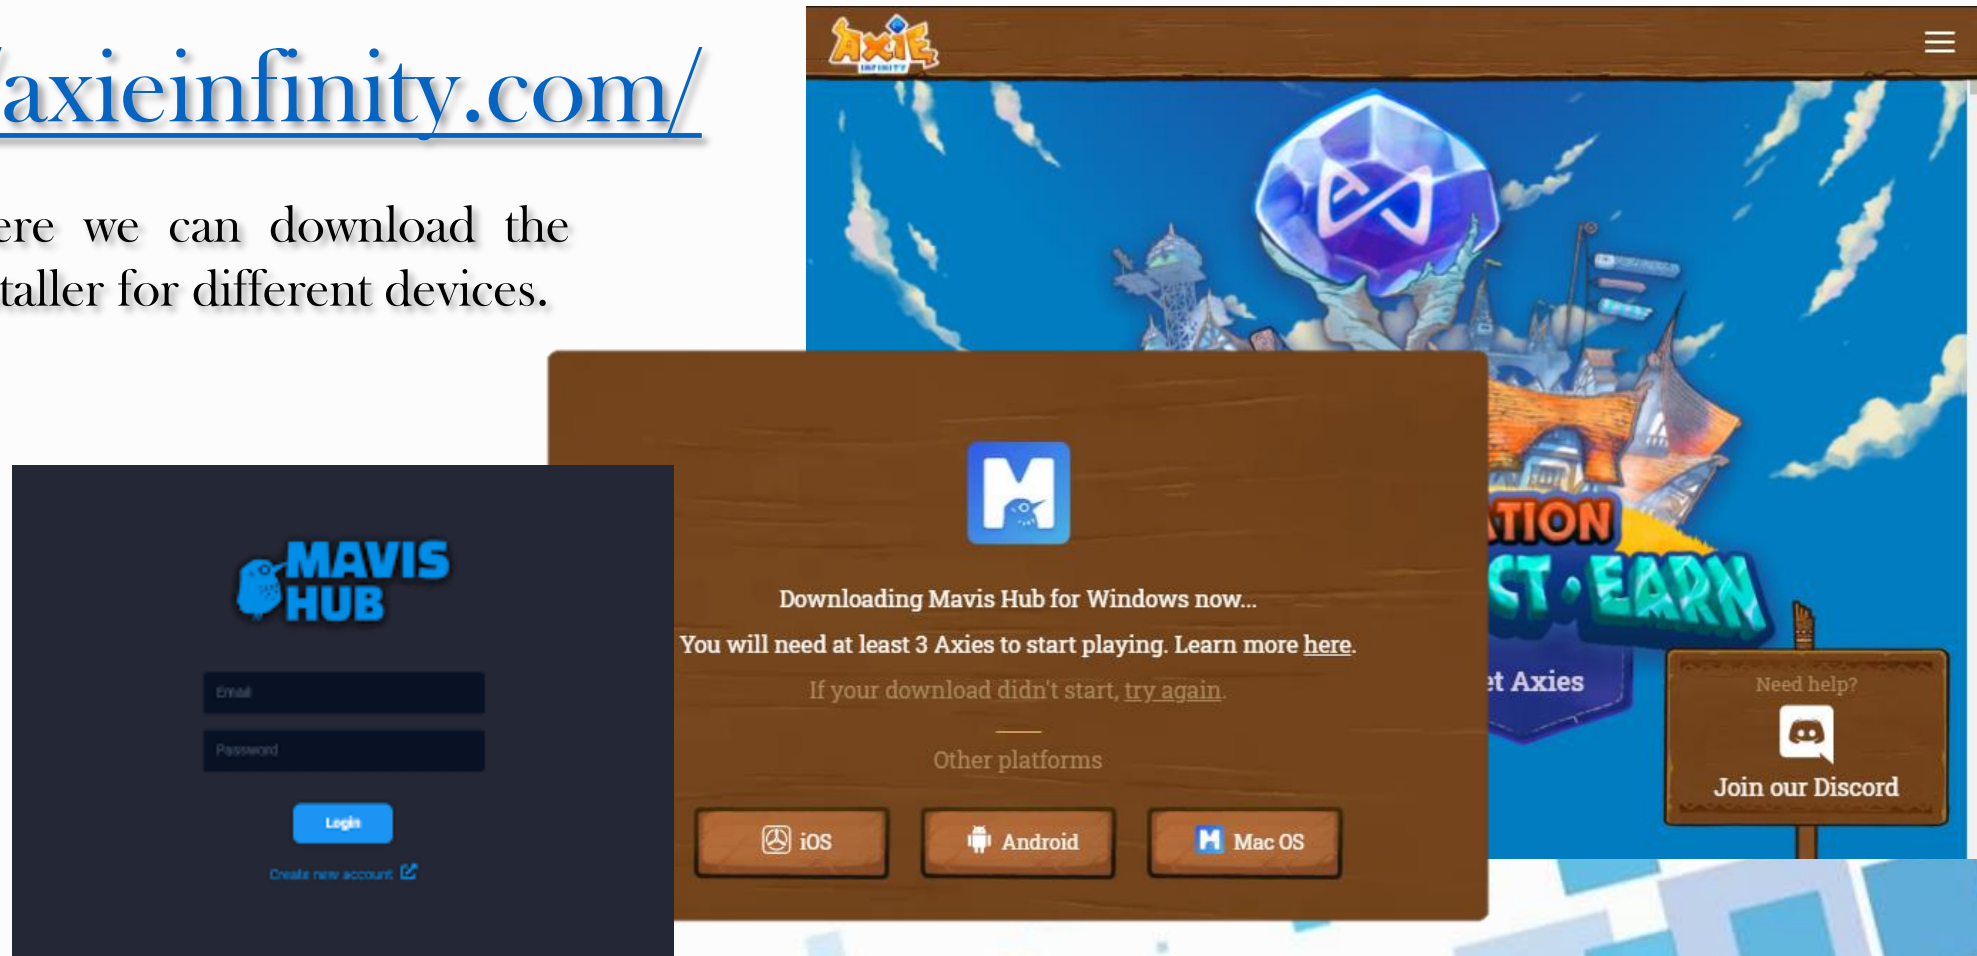 /axieinfinity.com/
ere we can download the
taller for different devices.
AXIE
INFINITY
TION
CT · EARN
et Axies
Need help?
Join our Discord
Downloading Mavis Hub for Windows now...
You will need at least 3 Axies to start playing. Learn more here.
If your download didn't start, try again.
Other platforms
iOS
Android
Mac OS
MAVIS
HUB
Email
Password
Login
Create new account